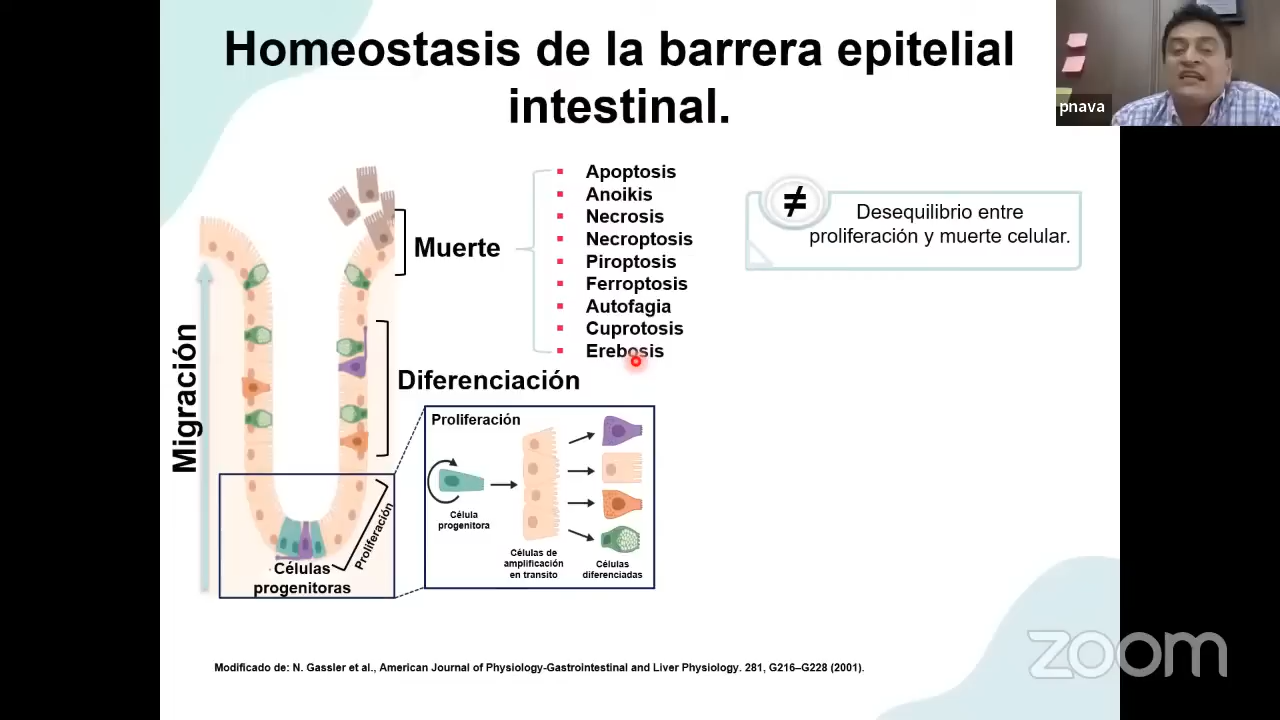 Homeostasis de la barrera epitelial
intestinal.
pnava
Muerte
Apoptosis
Anoikis
Necrosis
Necroptosis
Piroptosis
Ferroptosis
Autofagia
Cuprotosis
Erebosis
≠
Desequilibrio entre
proliferación y muerte celular.
Migración
Diferenciación
Proliferación
Célula
progenitora
Células de
amplificación
en transito
Células
diferenciadas
Proliferación
Células
progenitoras
Modificado de: N. Gassler et al., American Journal of Physiology-Gastrointestinal and Liver Physiology. 281, G216–G228 (2001).
zoom